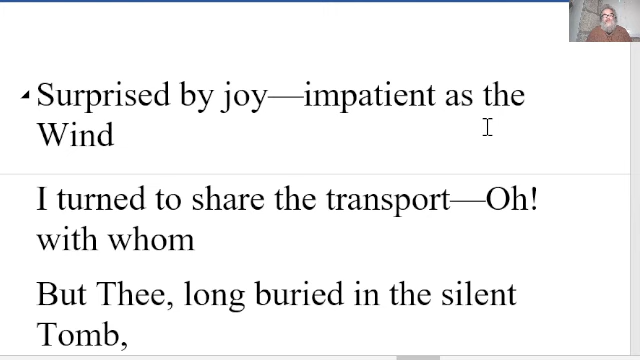 Surprised by joy—impatient as the
Wind
I turned to share the transport—Oh!
with whom
But Thee, long buried in the silent
Tomb,